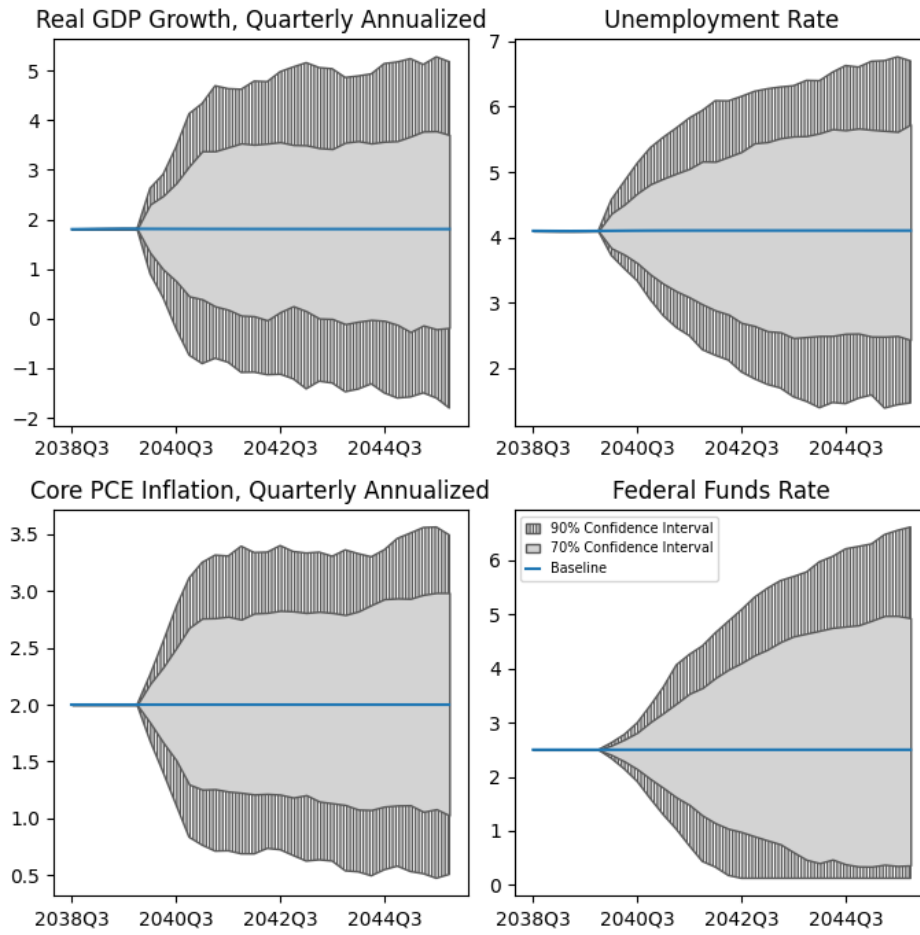 Real GDP Growth, Quarterly Annualized
5
4
3
2
1
0
−1
−2
2038Q3 2040Q3 2042Q3 2044Q3
Unemployment Rate
7
6
5
4
3
2
2038Q3 2040Q3 2042Q3 2044Q3
Core PCE Inflation, Quarterly Annualized
3.5
3.0
2.5
2.0
1.5
1.0
0.5
2038Q3 2040Q3 2042Q3 2044Q3
Federal Funds Rate
90% Confidence Interval
70% Confidence Interval
Baseline
6
5
4
3
2
1
0
2038Q3 2040Q3 2042Q3 2044Q3